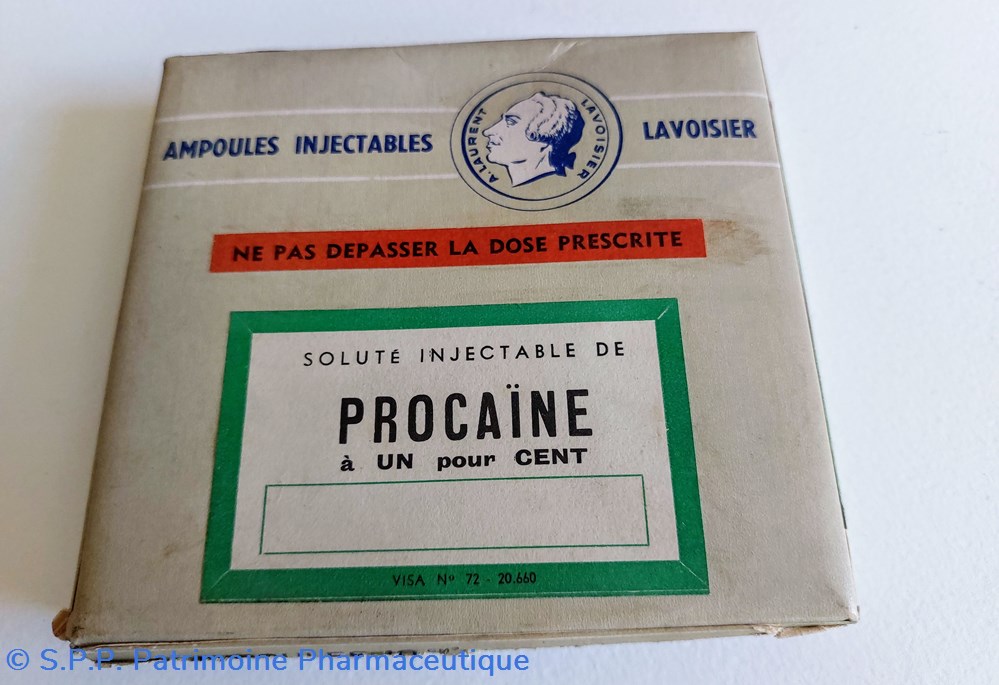 AMPOULES INJECTABLES
A. LAURENT LAVOISIER
LAVOISIER
NE PAS DEPASSER LA DOSE PRESCRITE
SOLUTÉ INJECTABLE DE
PROCAÏNE
à UN pour CENT
VISA Nº 72 - 20.660
© S.P.P. Patrimoine Pharmaceutique